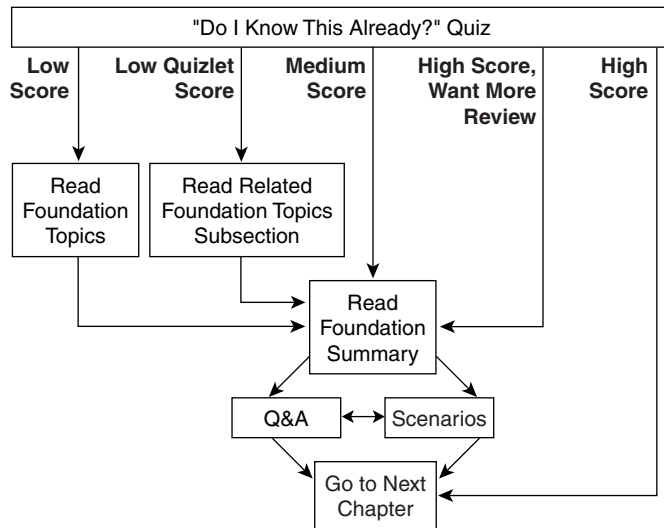 "Do I Know This Already?" Quiz
Low
Score
Low Quizlet
Score
Medium
Score
High Score,
Want More
Review
High
Score
Read
Foundation
Topics
Read Related
Foundation Topics
Subsection
Read
Foundation
Summary
Q&A
Scenarios
Go to Next
Chapter